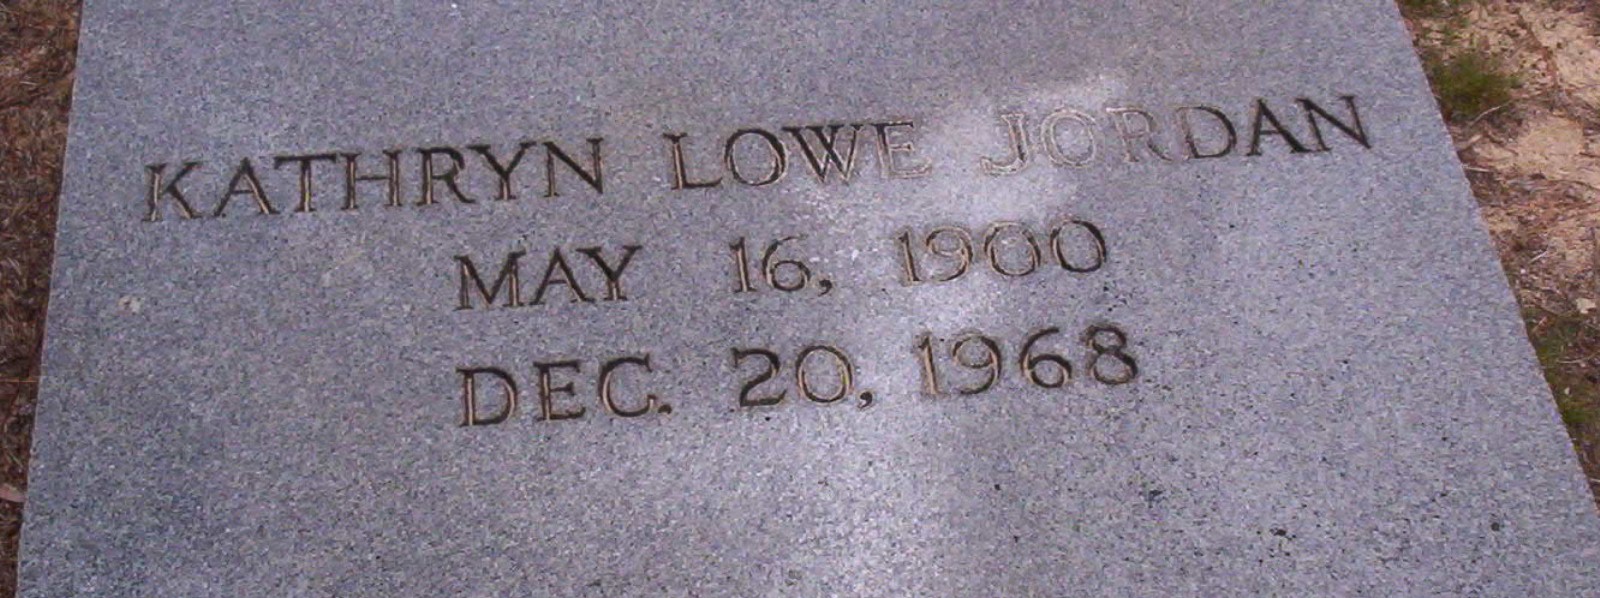 KATHRYN LOWE JORDAN
MAY 16, 1900
DEC. 20, 1968